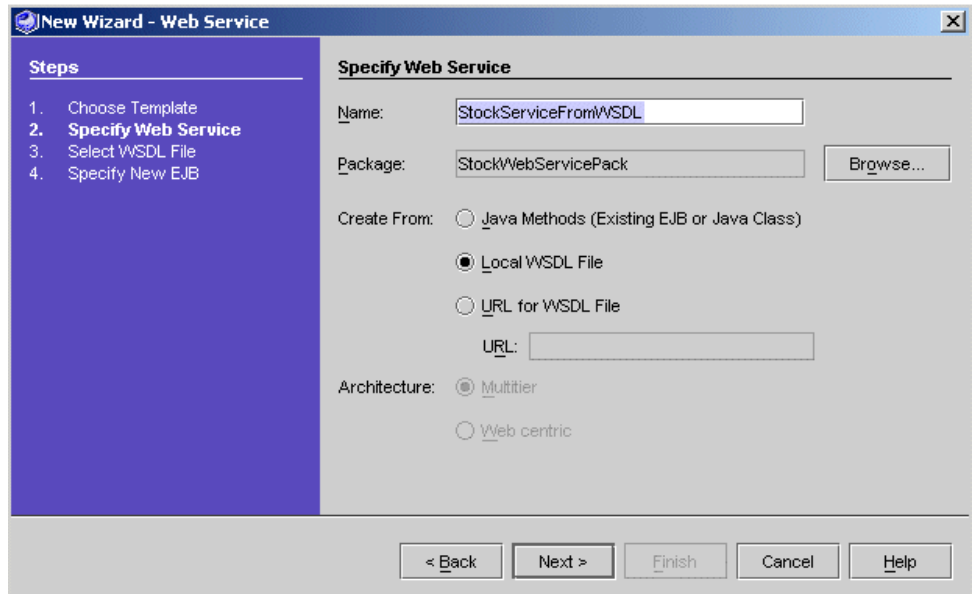 New Wizard - Web Service
Steps
1. Choose Template
2. Specify Web Service
3. Select WSDL File
4. Specify New EJB
Specify Web Service
Name: StockServiceFromWSDL
Package: StockWebServicePack Browse...
Create From: Java Methods (Existing EJB or Java Class)
Local WSDL File
URL for WSDL File
URL:
Architecture: Multitier
Web centric
< Back Next > Finish Cancel Help